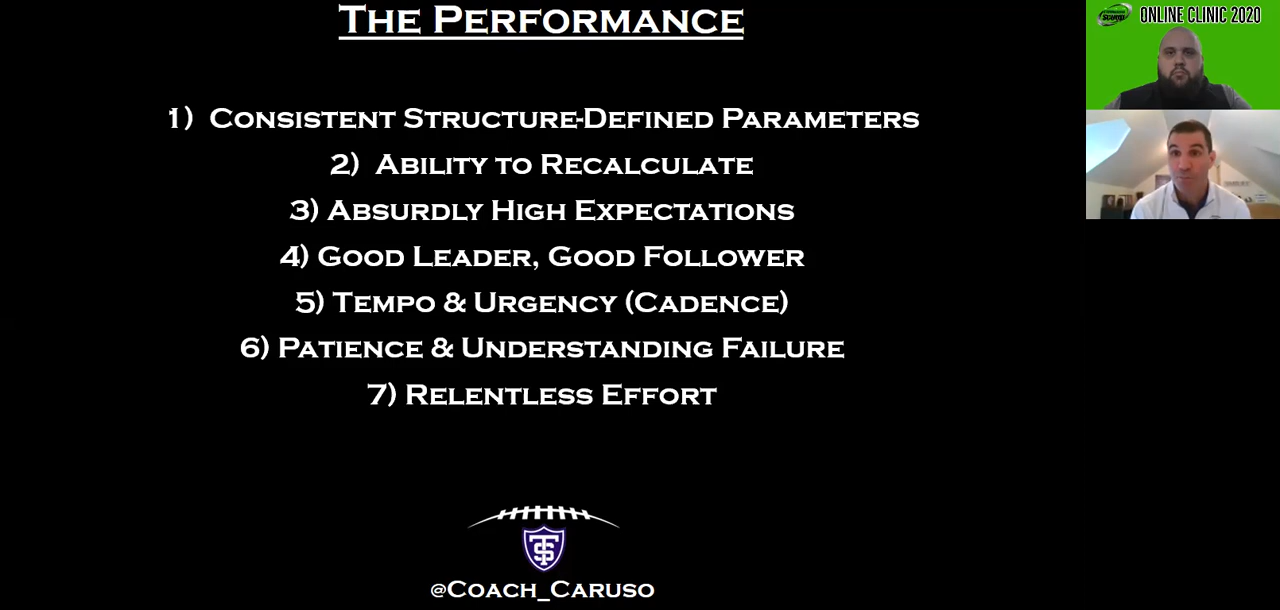 THE PERFORMANCE
1) CONSISTENT STRUCTURE-DEFINED PARAMETERS
2) ABILITY TO RECALCULATE
3) ABSURDLY HIGH EXPECTATIONS
4) GOOD LEADER, GOOD FOLLOWER
5) TEMPO & URGENCY (CADENCE)
6) PATIENCE & UNDERSTANDING FAILURE
7) RELENTLESS EFFORT
@COACH_CARUSO
ONLINE CLINIC 2020